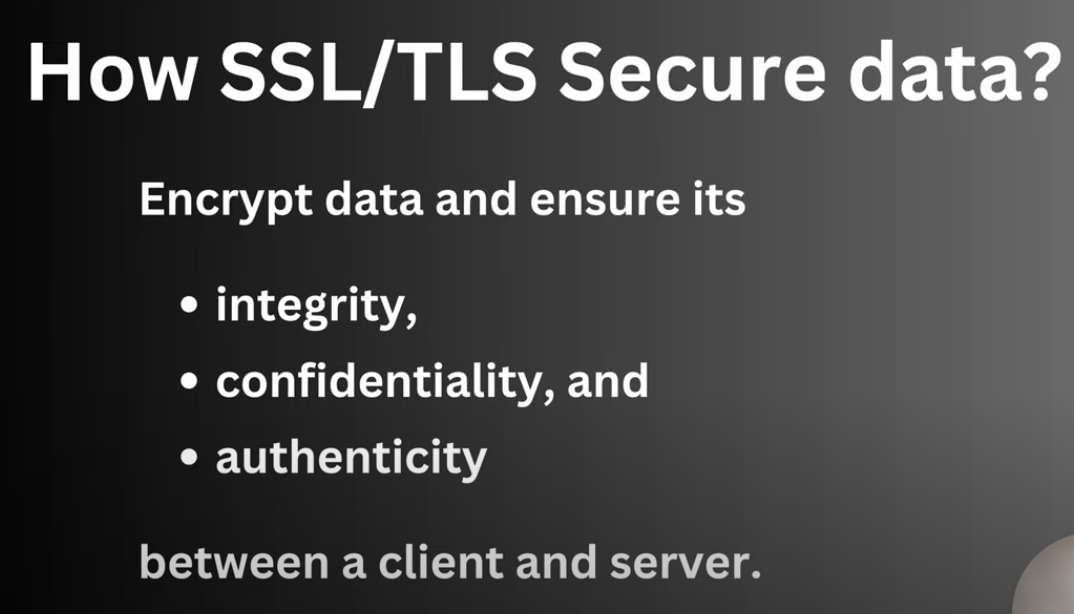 How SSL/TLS Secure data?
Encrypt data and ensure its
• integrity,
• confidentiality, and
• authenticity
between a client and server.